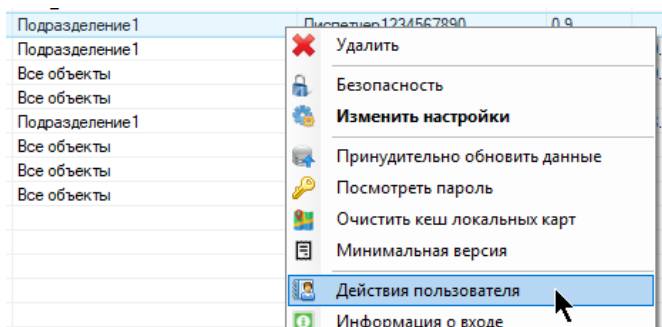 Подразделение1 Диспетчер1234567890 0.9
Подразделение1
Все объекты
Все объекты
Подразделение1
Все объекты
Все объекты
Все объекты
Удалить
Безопасность
Изменить настройки
Принудительно обновить данные
Посмотреть пароль
Очистить кеш локальных карт
Минимальная версия
Действия пользователя
Информация о входе